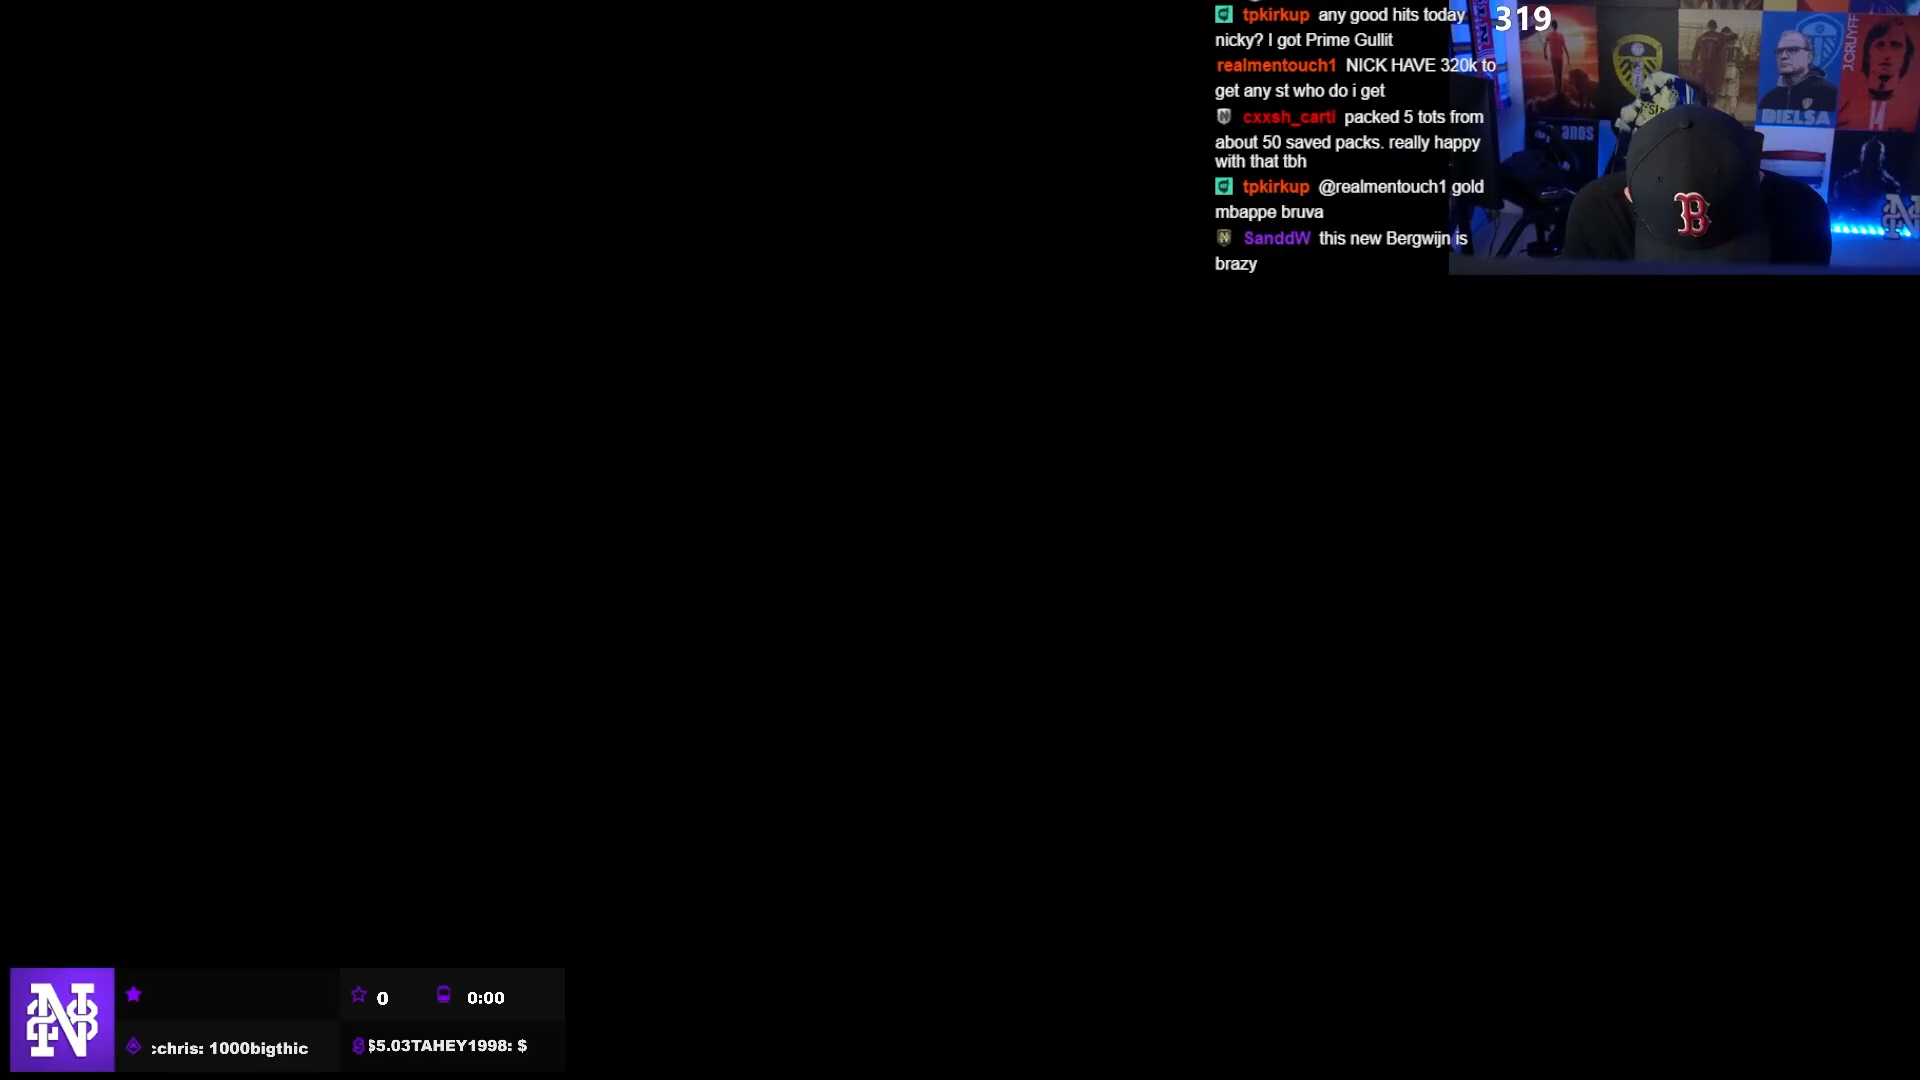 tpkirkup any good hits today
nicky? I got Prime Gullit
realmentouch1 NICK HAVE 320k to
get any st who do i get
cxxsh_carti packed 5 tots from
about 50 saved packs. really happy
with that tbh
tpkirkup @realmentouch1 gold
mbappe bruva
SanddW this new Bergwijn is
brazy
319
J.CRUYFF
BIELSA
anos
B
N
0
0:00
:chris: 1000bigthic
$5.03TAHEY1998: $